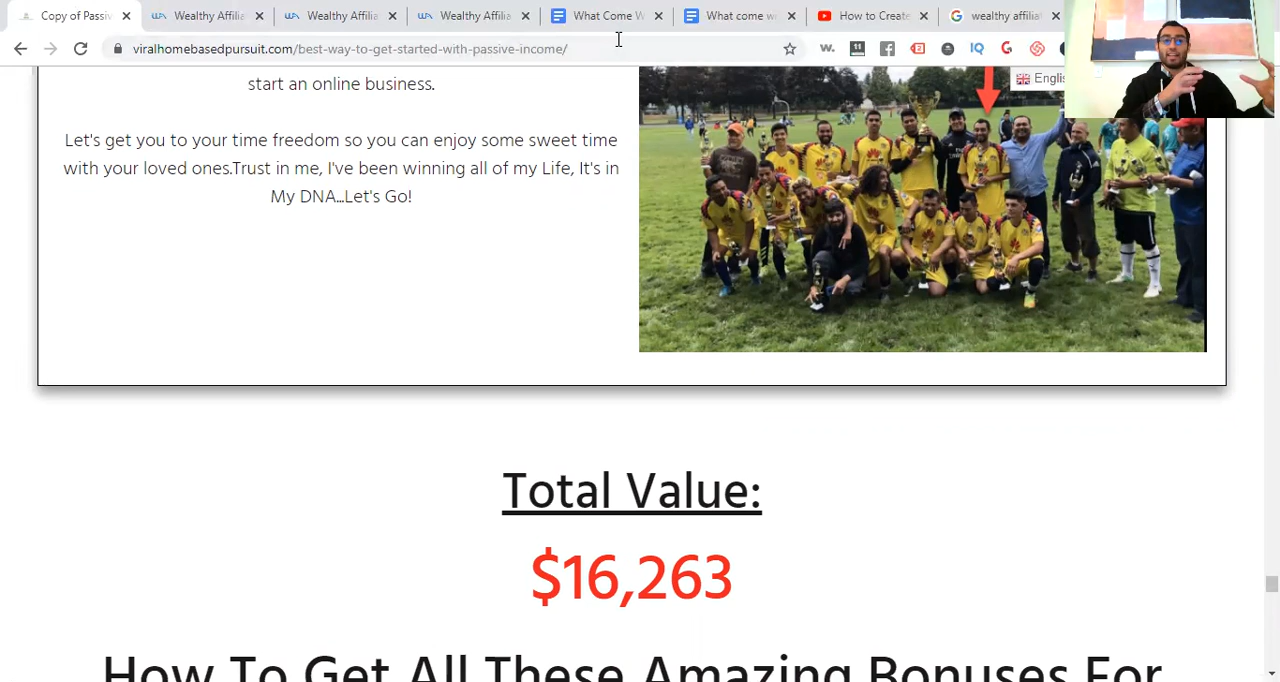 Copy of Passiv
Wealthy Affilia
Wealthy Affilia
Wealthy Affilia
What Come W
What come w
How to Create
wealthy affilia
viralhomebasedpursuit.com/best-way-to-get-started-with-passive-income/
w.
11
IQ
Englis
start an online business.
Let's get you to your time freedom so you can enjoy some sweet time
with your loved ones.Trust in me, I've been winning all of my Life, It's in
My DNA...Let's Go!
Total Value:
$16,263
How To Get All These Amazing Bonuses For